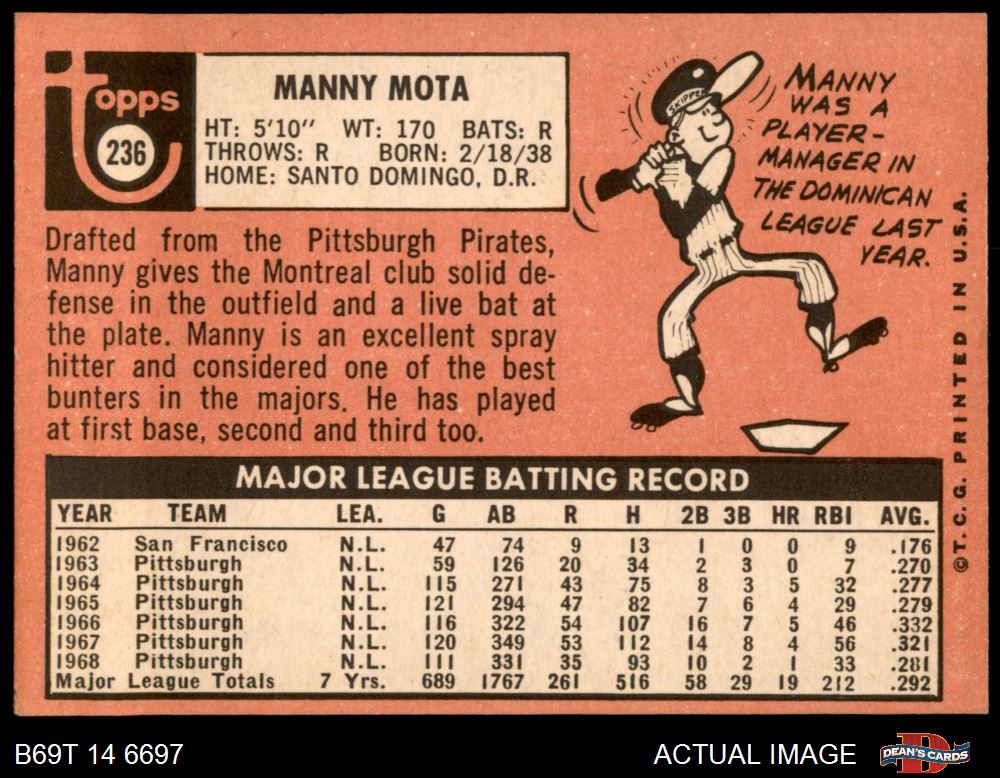 topps
236
MANNY MOTA
HT: 5'10" WT: 170 BATS: R
THROWS: R BORN: 2/18/38
HOME: SANTO DOMINGO, D.R.
SKIPPER
MANNY
WAS A
PLAYER-
MANAGER IN
THE DOMINICAN
LEAGUE LAST
YEAR.
Drafted from the Pittsburgh Pirates,
Manny gives the Montreal club solid de-
fense in the outfield and a live bat at
the plate. Manny is an excellent spray
hitter and considered one of the best
bunters in the majors. He has played
at first base, second and third too.
MAJOR LEAGUE BATTING RECORD
YEAR TEAM LEA. G AB R H 2B 3B HR RBI AVG.
1962 San Francisco N.L. 47 74 9 13 1 0 0 9 .176
1963 Pittsburgh N.L. 59 126 20 34 2 3 0 7 .270
1964 Pittsburgh N.L. 115 271 43 75 8 3 5 32 .277
1965 Pittsburgh N.L. 121 294 47 82 7 6 4 29 .279
1966 Pittsburgh N.L. 116 322 54 107 16 7 5 46 .332
1967 Pittsburgh N.L. 120 349 53 112 14 8 4 56 .321
1968 Pittsburgh N.L. 111 331 35 93 10 2 1 33 .281
Major League Totals 7 Yrs. 689 1767 261 516 58 29 19 212 .292
©T. C. G. PRINTED IN U.S.A.
B69T 14 6697
ACTUAL IMAGE
DEAN'S CARDS